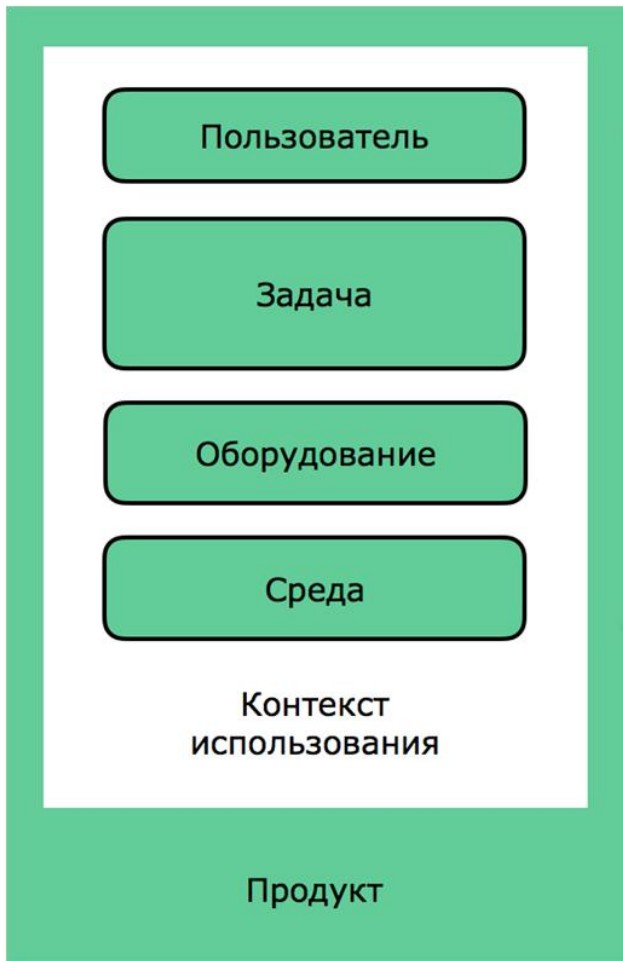 Пользователь
Задача
Оборудование
Среда
Контекст
использования
Продукт